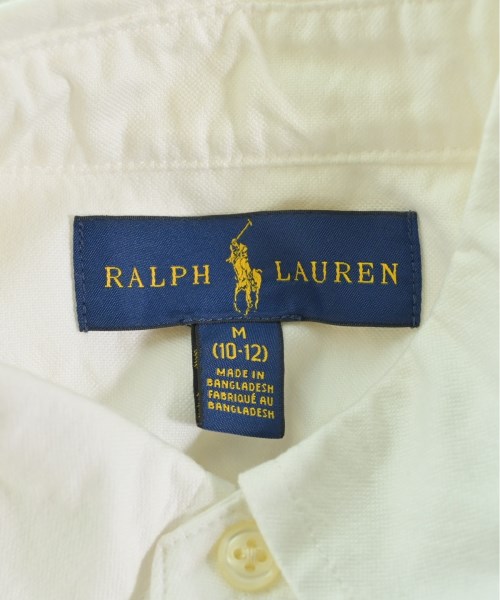 RALPH LAUREN
M
(10-12)
MADE IN
BANGLADESH
FABRIQUÉ AU
BANGLADESH